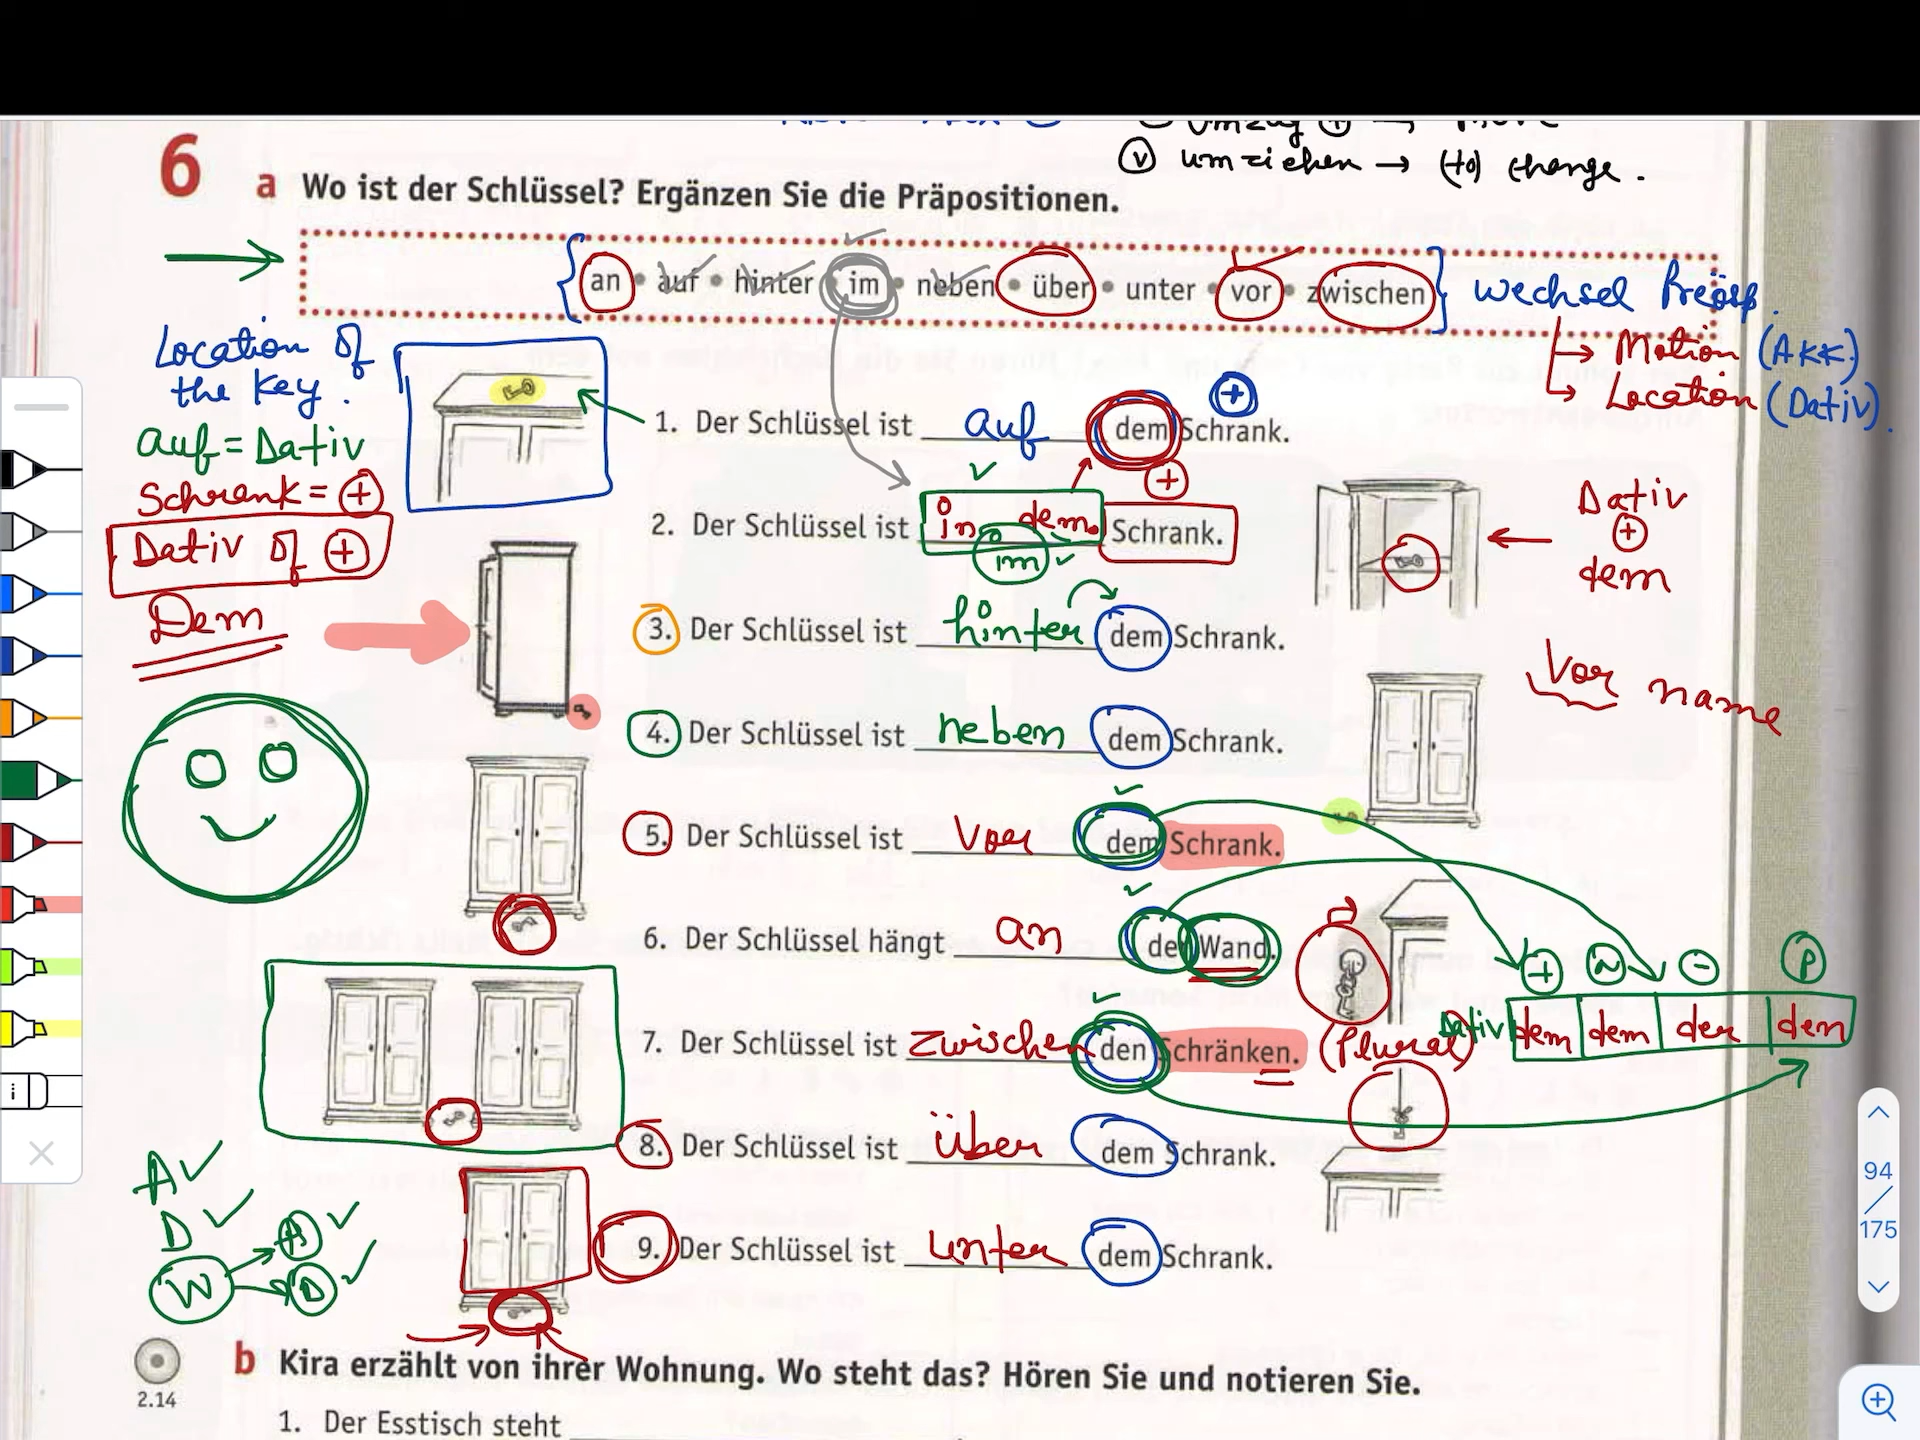 Ⓥ umziehen → (to) change.
6 a Wo ist der Schlüssel? Ergänzen Sie die Präpositionen.
an • auf • hinter • im • neben • über • unter • vor • zwischen
Wechsel
↳ Motion (AKK)
↳ Location (Dativ).
Location of
the key.
auf = Dativ
Schrank = +
Dativ of +
Dem
1. Der Schlüssel ist auf dem Schrank. +
2. Der Schlüssel ist in dem Schrank. +
im
Dativ
+
dem
3. Der Schlüssel ist hinter dem Schrank.
Vor name
4. Der Schlüssel ist neben dem Schrank.
5. Der Schlüssel ist vor dem Schrank.
6. Der Schlüssel hängt an der Wand.
+ N − P
Dativ dem dem der den
7. Der Schlüssel ist zwischen den Schränken. (Plural)
8. Der Schlüssel ist über dem Schrank.
9. Der Schlüssel ist unter dem Schrank.
A
D
W A
D
b Kira erzählt von ihrer Wohnung. Wo steht das? Hören Sie und notieren Sie.
2.14
1. Der Esstisch steht
94
/
175